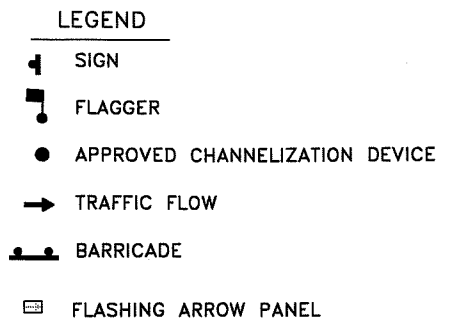 LEGEND
SIGN
FLAGGER
APPROVED CHANNELIZATION DEVICE
TRAFFIC FLOW
BARRICADE
FLASHING ARROW PANEL